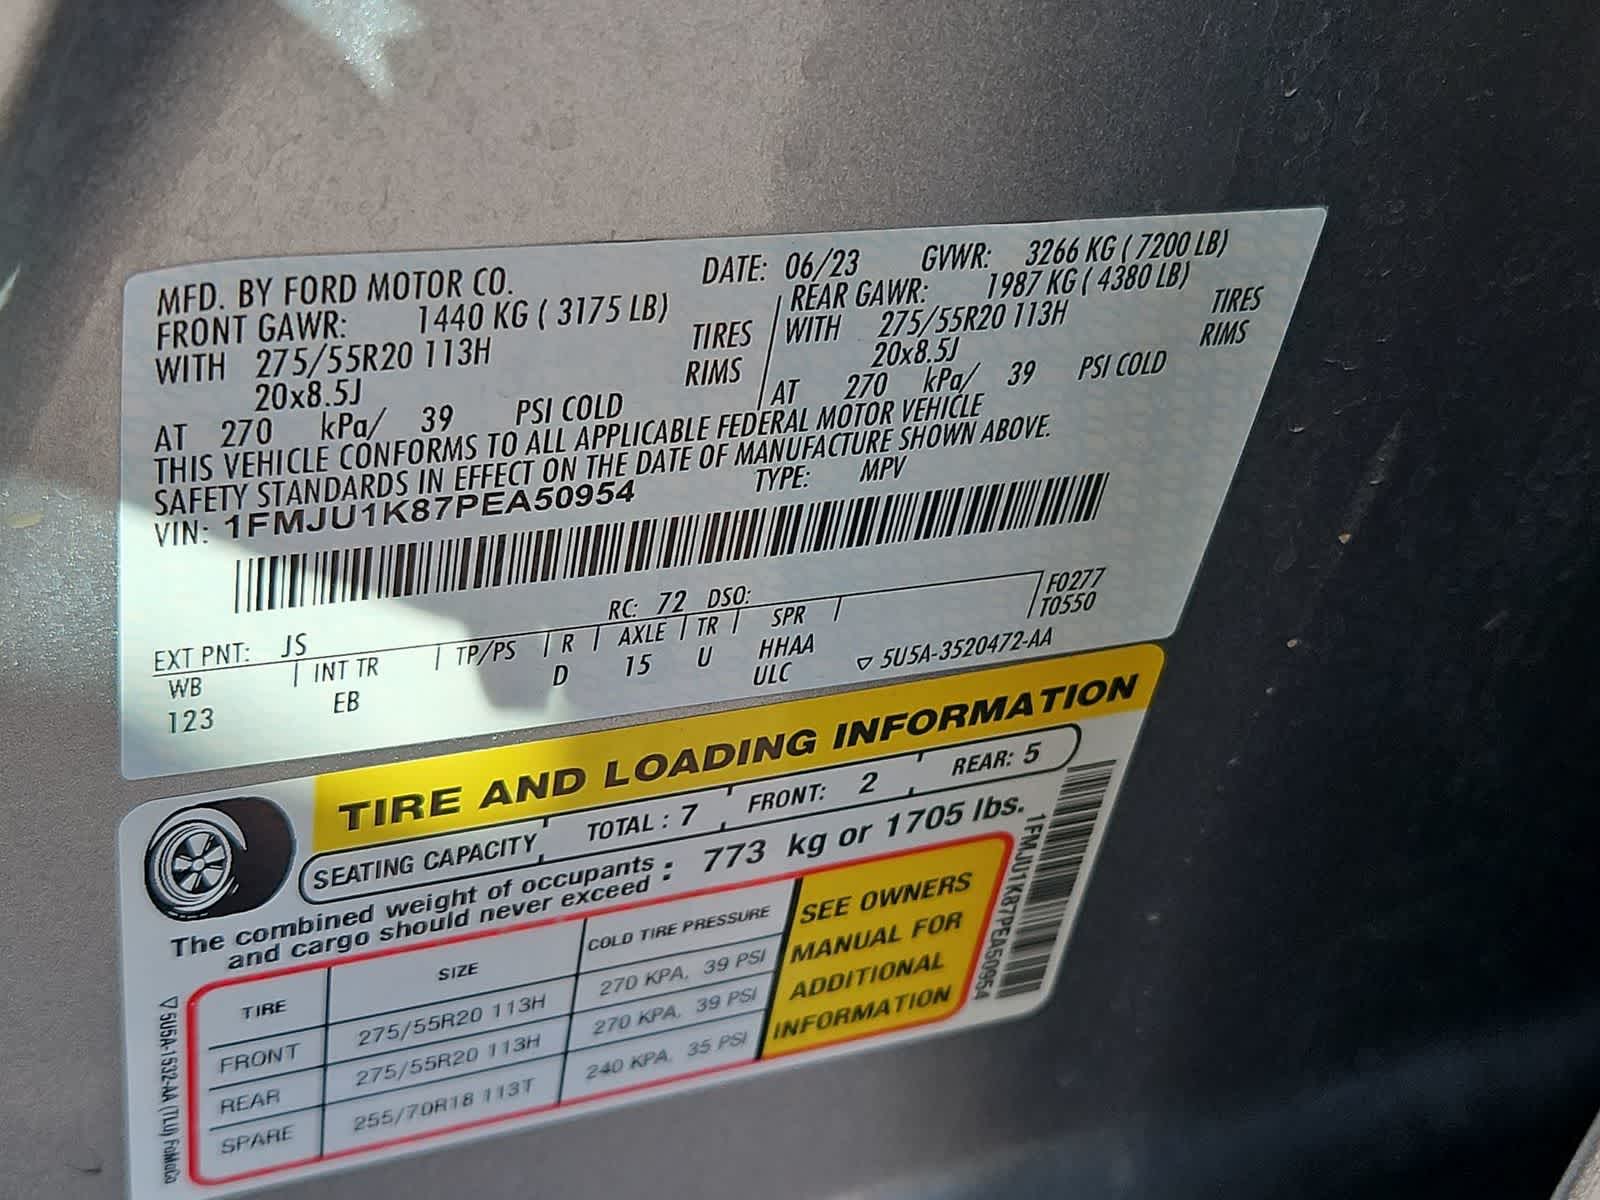 MFD. BY FORD MOTOR CO. DATE: 06/23 GVWR: 3266 KG ( 7200 LB)
FRONT GAWR: 1440 KG ( 3175 LB) REAR GAWR: 1987 KG ( 4380 LB)
WITH 275/55R20 113H TIRES WITH 275/55R20 113H TIRES
20x8.5J RIMS 20x8.5J RIMS
AT 270 kPa/ 39 PSI COLD AT 270 kPa/ 39 PSI COLD
THIS VEHICLE CONFORMS TO ALL APPLICABLE FEDERAL MOTOR VEHICLE
SAFETY STANDARDS IN EFFECT ON THE DATE OF MANUFACTURE SHOWN ABOVE.
VIN: 1FMJU1K87PEA50954 TYPE: MPV
EXT PNT: JS RC: 72 DSO: F0277
WB INT TR TP/PS R AXLE TR SPR T0550
123 EB D 15 U HHAA
ULC 5U5A-3520472-AA
TIRE AND LOADING INFORMATION
SEATING CAPACITY TOTAL : 7 FRONT: 2 REAR: 5
The combined weight of occupants : 773 kg or 1705 lbs.
and cargo should never exceed
TIRE SIZE COLD TIRE PRESSURE
FRONT 275/55R20 113H 270 KPA, 39 PSI
REAR 275/55R20 113H 270 KPA, 39 PSI
SPARE 255/70R18 113T 240 KPA, 35 PSI
SEE OWNERS
MANUAL FOR
ADDITIONAL
INFORMATION
1FMJU1K87PEA50954
5U5A-1532-AA (TLU) FoMoCo